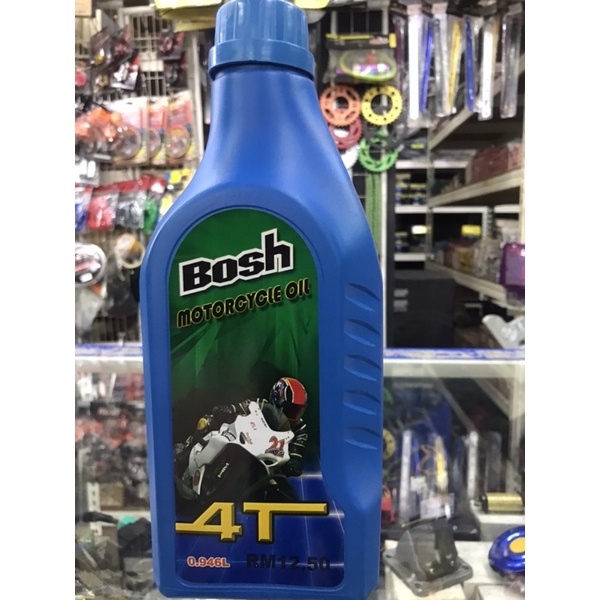 Bosh
MOTORCYCLE OIL
4T
0.946L RM12.50